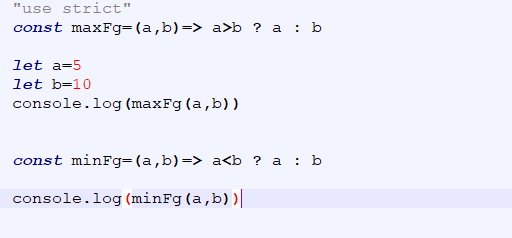 "use strict"
const maxFg=(a,b)=> a>b ? a : b
let a=5
let b=10
console.log(maxFg(a,b))
const minFg=(a,b)=> a<b ? a : b
console.log(minFg(a,b))